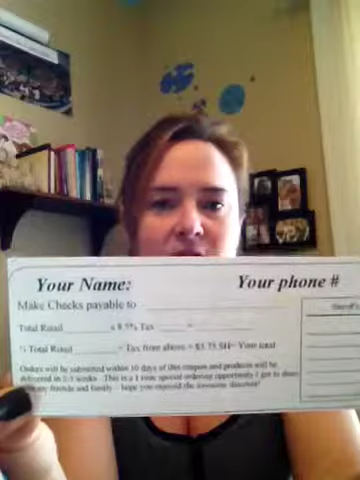 Your Name: Your phone #
Make Checks payable to
Total Retail x 8.5% Tax =
½ Total Retail + Tax from above + $3.75 SH= Your total
Orders will be submitted within 10 days of this coupon and products will be
delivered in 2-3 weeks. This is a 1 time special ordering opportunity I get to share
my friends and family - hope you enjoyed the awesome discount!